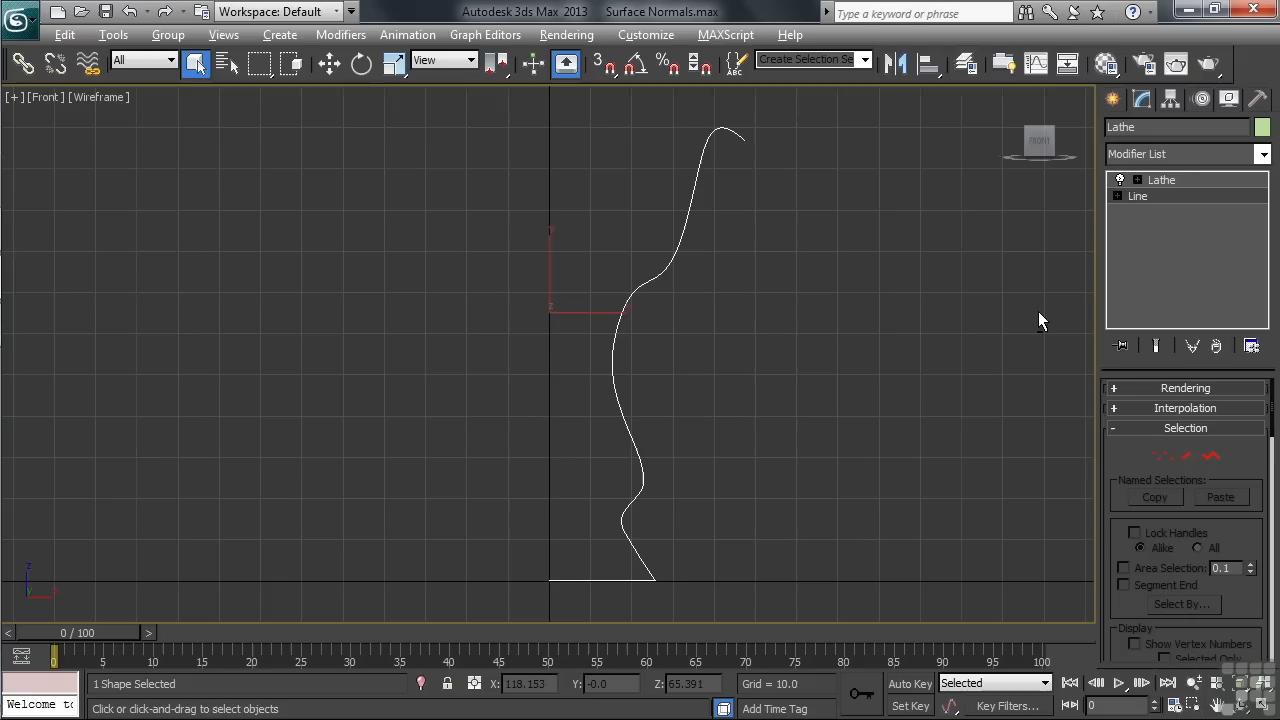 Workspace: Default
Autodesk 3ds Max 2013 Surface Normals.max
Type a keyword or phrase
Edit Tools Group Views Create Modifiers Animation Graph Editors Rendering Customize MAXScript Help
All
View
3
Create Selection Se
[+] [Front] [Wireframe]
FRONT
Lathe
Modifier List
Lathe
Line
Rendering
Interpolation
Selection
Named Selections:
Copy Paste
Lock Handles
Alike All
Area Selection: 0.1
Segment End
Select By...
Display
Show Vertex Numbers
Selected Only
z
x
0 / 100
0 5 10 15 20 25 30 35 40 45 50 55 60 65 70 75 80 85 90 95 100
1 Shape Selected
X: 118.153 Y: -0.0 Z: 65.391
Grid = 10.0
Auto Key Selected
Welcome to
Click or click-and-drag to select objects
Add Time Tag
Set Key Key Filters...
0